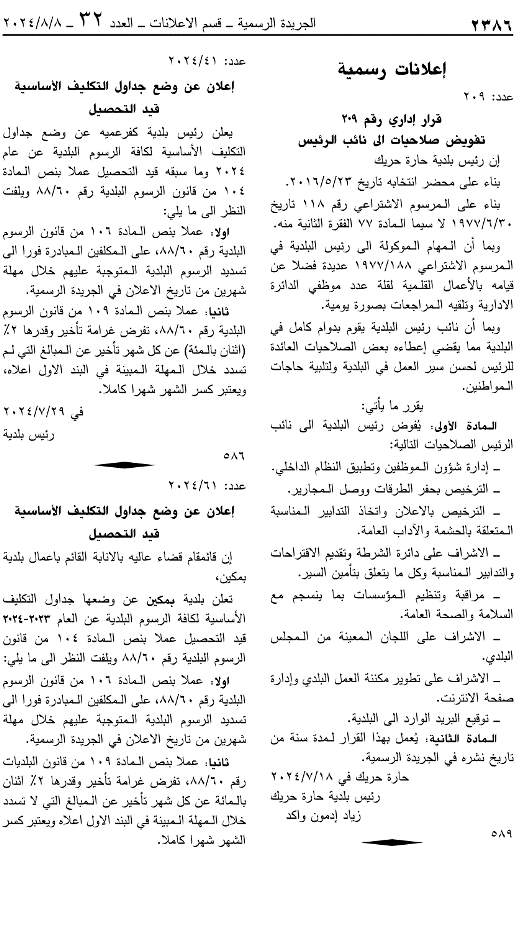 ٢٣٨٦
الجريدة الرسمية ــ قسم الاعلانات ــ العدد ٣٢ ــ ٢٠٢٤/٨/٨
إعلانات رسمية
عدد: ٢٠٩
قرار إداري رقم ٢٠٩
تفويض صلاحيات الى نائب الرئيس
إن رئيس بلدية حارة حريك
بناء على محضر انتخابه تاريخ ٢٠١٦/٥/٢٣.
بناء على المرسوم الاشتراعي رقم ١١٨ تاريخ
١٩٧٧/٦/٣٠ لا سيما المادة ٧٧ الفقرة الثانية منه.
وبما أن المهام الموكولة الى رئيس البلدية في
المرسوم الاشتراعي ١٩٧٧/١٨٨ عديدة فضلا عن
قيامه بالأعمال القلمية لقلة عدد موظفي الدائرة
الادارية وتلقيه المراجعات بصورة يومية.
وبما أن نائب رئيس البلدية يقوم بدوام كامل في
البلدية مما يقضي إعطاءه بعض الصلاحيات العائدة
للرئيس لحسن سير العمل في البلدية ولتلبية حاجات
المواطنين.
يقرر ما يأتي:
المادة الأولى: يُفوض رئيس البلدية الى نائب
الرئيس الصلاحيات التالية:
ــ إدارة شؤون الموظفين وتطبيق النظام الداخلي.
ــ الترخيص بحفر الطرقات ووصل المجارير.
ــ الترخيص بالاعلان واتخاذ التدابير المناسبة
المتعلقة بالحشمة والآداب العامة.
ــ الاشراف على دائرة الشرطة وتقديم الاقتراحات
والتدابير المناسبة وكل ما يتعلق بتأمين السير.
ــ مراقبة وتنظيم المؤسسات بما ينسجم مع
السلامة والصحة العامة.
ــ الاشراف على اللجان المعينة من المجلس
البلدي.
ــ الاشراف على تطوير مكننة العمل البلدي وإدارة
صفحة الانترنت.
ــ توقيع البريد الوارد الى البلدية.
المادة الثانية: يُعمل بهذا القرار لمدة سنة من
تاريخ نشره في الجريدة الرسمية.
حارة حريك في ٢٠٢٤/٧/١٨
رئيس بلدية حارة حريك
زياد إدمون واكد
٥٨٩
عدد: ٢٠٢٤/٤١
إعلان عن وضع جداول التكليف الأساسية
قيد التحصيل
يعلن رئيس بلدية كفرعميه عن وضع جداول
التكليف الأساسية لكافة الرسوم البلدية عن عام
٢٠٢٤ وما سبقه قيد التحصيل عملا بنص المادة
١٠٤ من قانون الرسوم البلدية رقم ٨٨/٦٠ ويلفت
النظر الى ما يلي:
اولا: عملا بنص المادة ١٠٦ من قانون الرسوم
البلدية رقم ٨٨/٦٠، على المكلفين المبادرة فورا الى
تسديد الرسوم البلدية المتوجبة عليهم خلال مهلة
شهرين من تاريخ الاعلان في الجريدة الرسمية.
ثانيا: عملا بنص المادة ١٠٩ من قانون الرسوم
البلدية رقم ٨٨/٦٠، تفرض غرامة تأخير وقدرها ٢٪
(اثنان بالمئة) عن كل شهر تأخير عن المبالغ التي لم
تسدد خلال المهلة المبينة في البند الاول اعلاه،
ويعتبر كسر الشهر شهرا كاملا.
في ٢٠٢٤/٧/٢٩
رئيس بلدية
٥٨٦
عدد: ٢٠٢٤/٦١
إعلان عن وضع جداول التكليف الأساسية
قيد التحصيل
إن قائمقام قضاء عاليه بالانابة القائم باعمال بلدية
بمكين،
تعلن بلدية بمكين عن وضعها جداول التكليف
الأساسية لكافة الرسوم البلدية عن العام ٢٠٢٣-٢٠٢٤
قيد التحصيل عملا بنص المادة ١٠٤ من قانون
الرسوم البلدية رقم ٨٨/٦٠ ويلفت النظر الى ما يلي:
اولا: عملا بنص المادة ١٠٦ من قانون الرسوم
البلدية رقم ٨٨/٦٠، على المكلفين المبادرة فورا الى
تسديد الرسوم البلدية المتوجبة عليهم خلال مهلة
شهرين من تاريخ الاعلان في الجريدة الرسمية.
ثانيا: عملا بنص المادة ١٠٩ من قانون البلديات
رقم ٨٨/٦٠، تفرض غرامة تأخير وقدرها ٢٪ اثنان
بالمائة عن كل شهر تأخير عن المبالغ التي لا تسدد
خلال المهلة المبينة في البند الاول اعلاه ويعتبر كسر
الشهر شهرا كاملا.